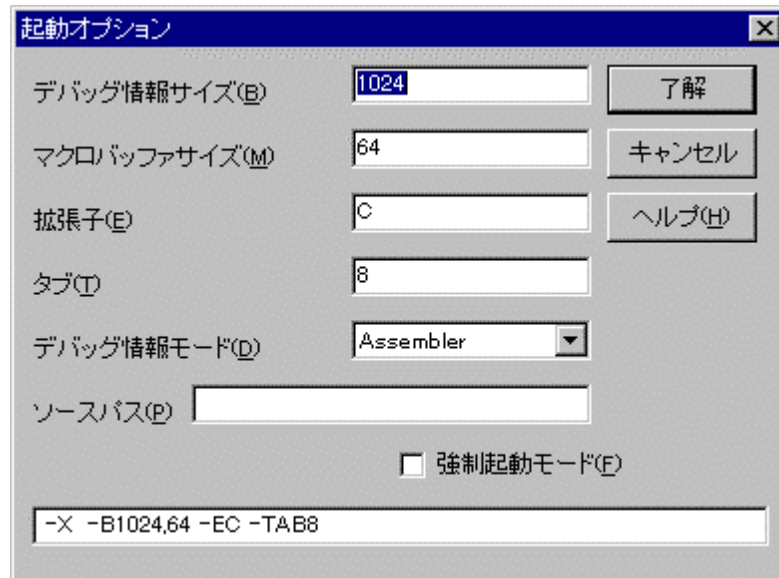 起動オプション
デバッグ情報サイズ(B) 1024 了解
マクロバッファサイズ(M) 64 キャンセル
拡張子(E) C ヘルプ(H)
タブ(T) 8
デバッグ情報モード(D) Assembler
ソースパス(P)
強制起動モード(F)
-X -B1024,64 -EC -TAB8